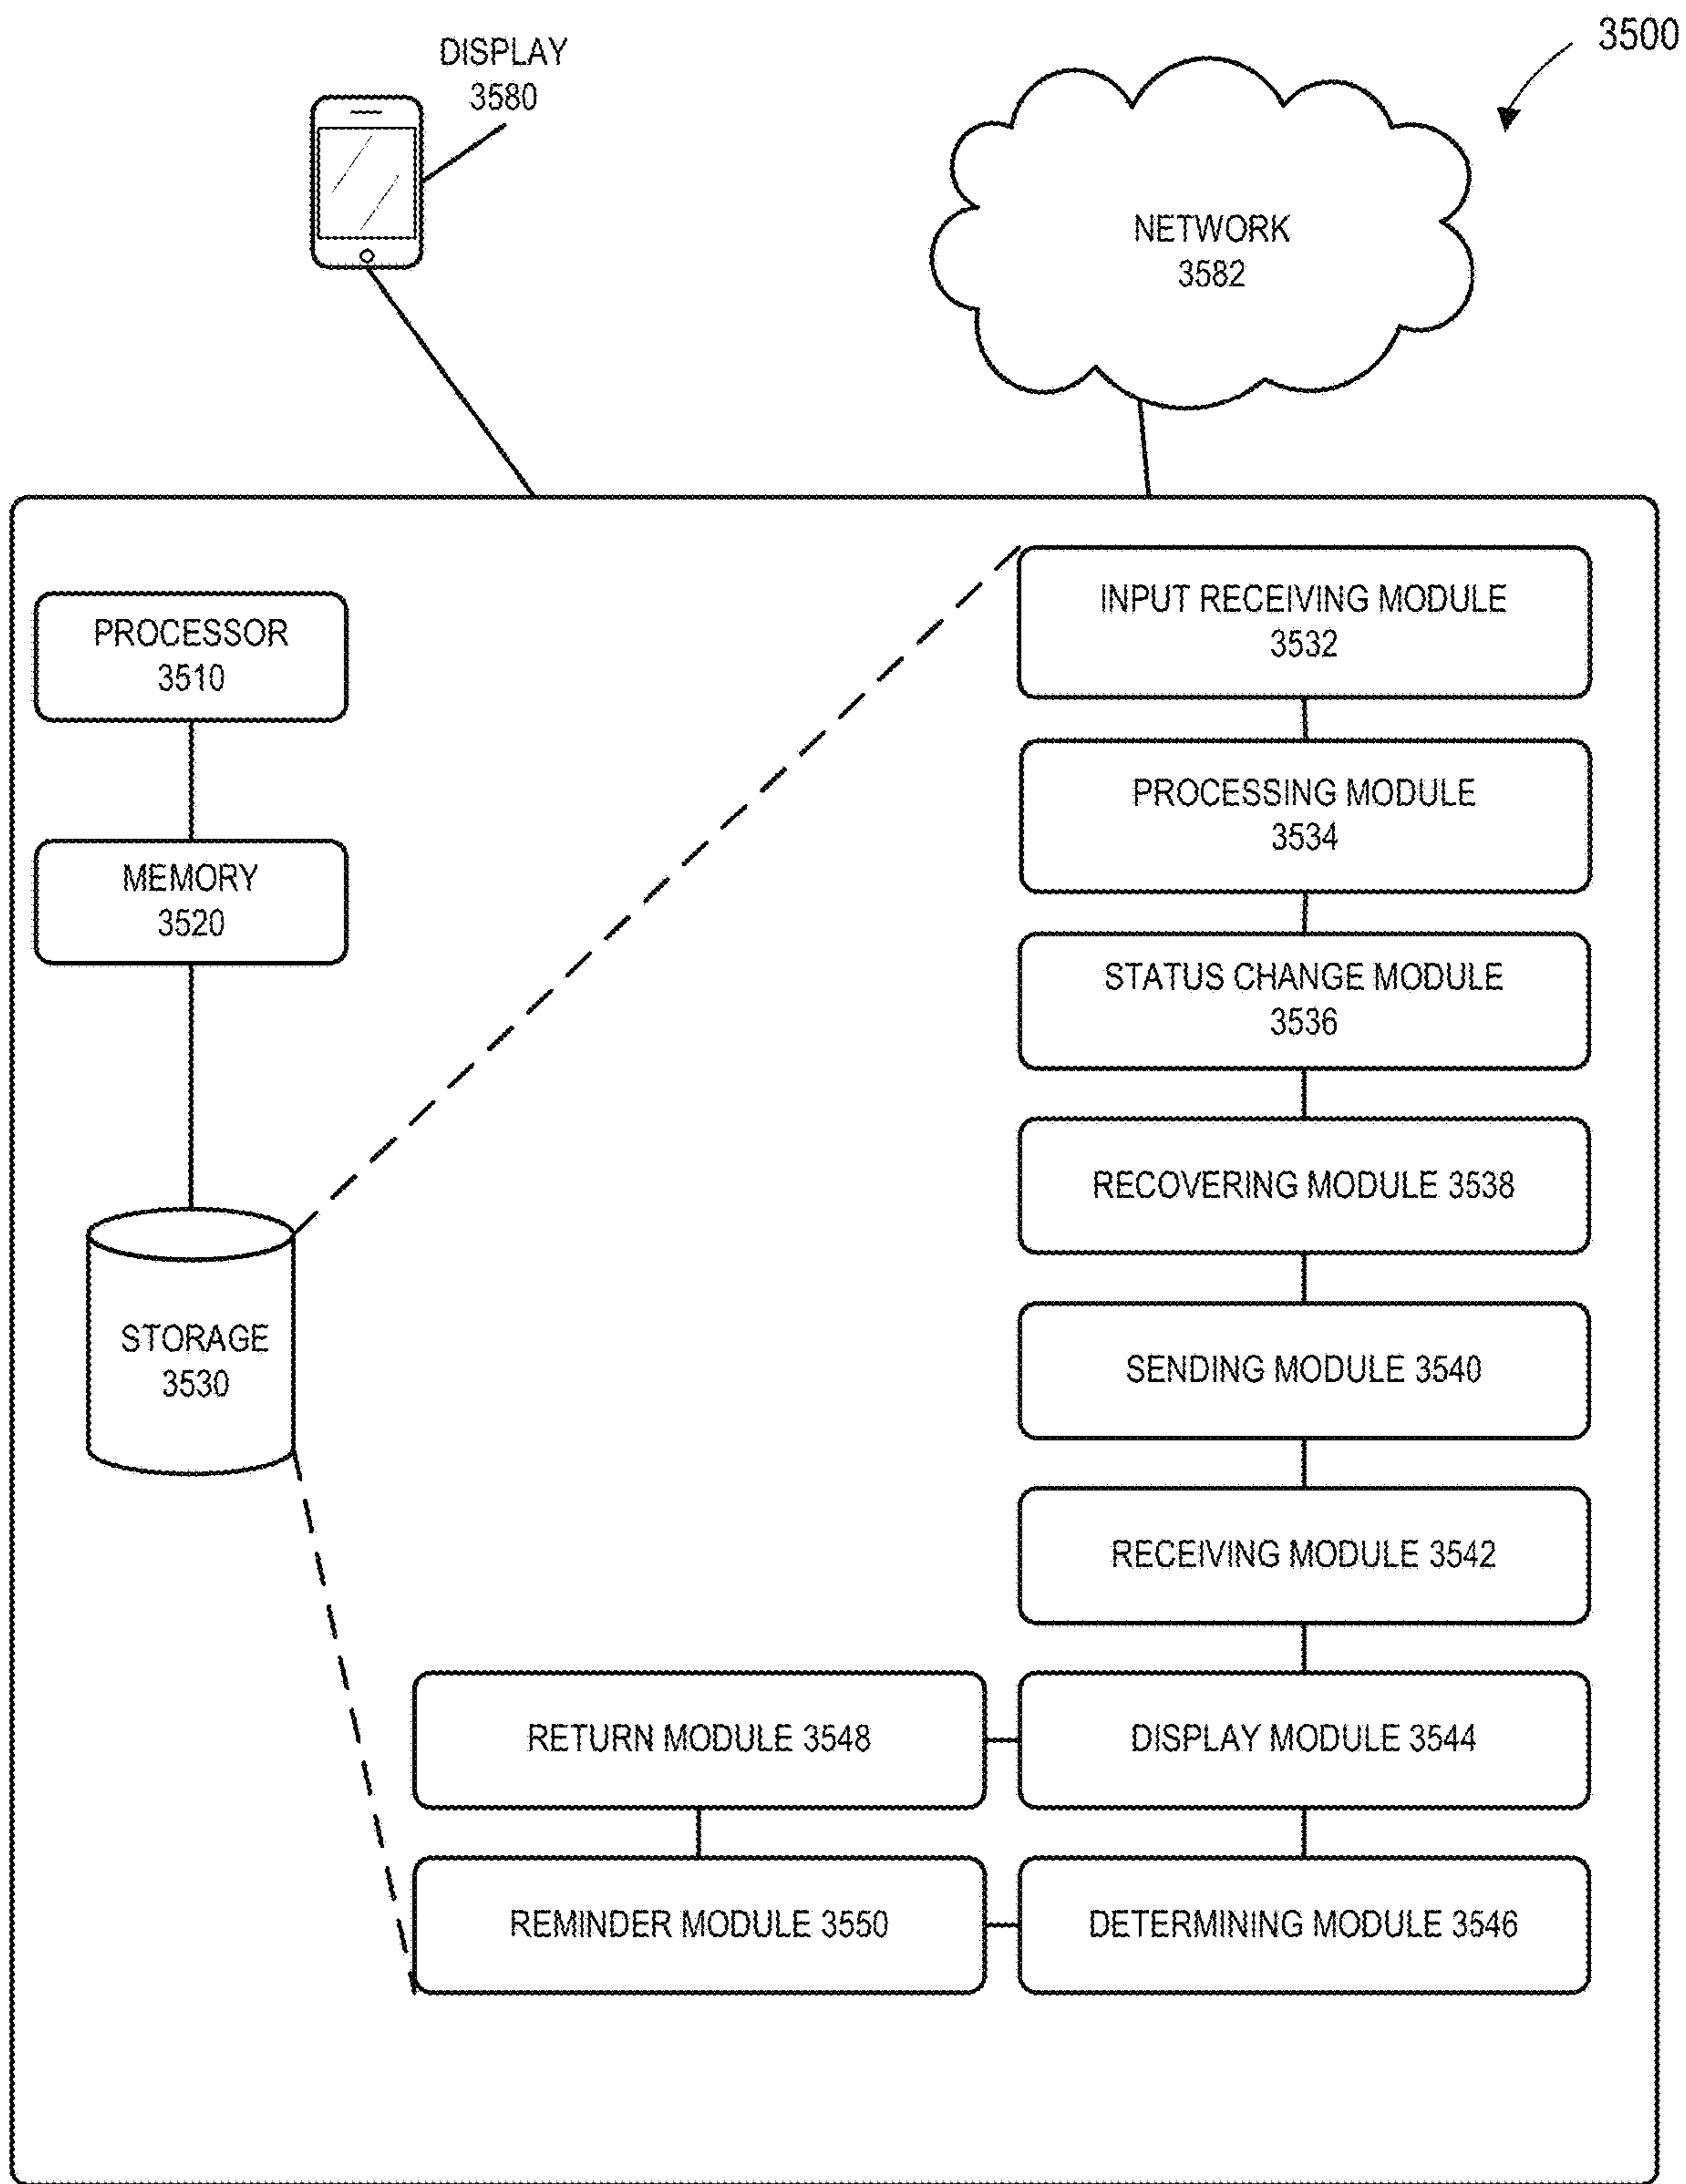 3500
DISPLAY
3580
NETWORK
3582
PROCESSOR
3510
MEMORY
3520
STORAGE
3530
INPUT RECEIVING MODULE
3532
PROCESSING MODULE
3534
STATUS CHANGE MODULE
3536
RECOVERING MODULE 3538
SENDING MODULE 3540
RECEIVING MODULE 3542
RETURN MODULE 3548
DISPLAY MODULE 3544
REMINDER MODULE 3550
DETERMINING MODULE 3546